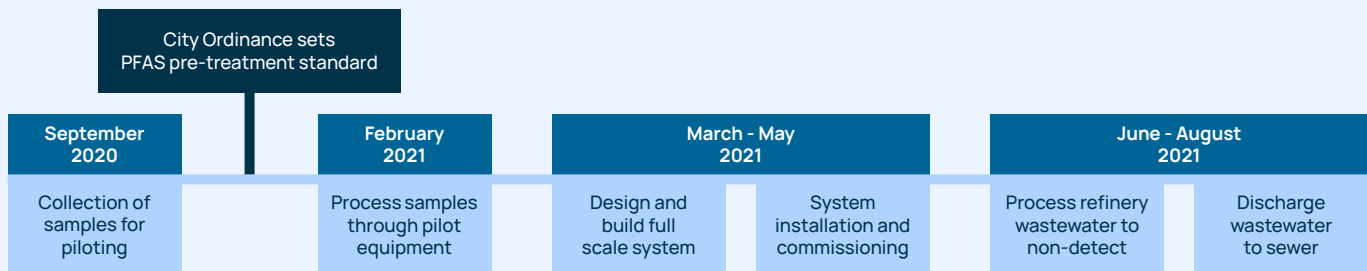 City Ordinance sets
PFAS pre-treatment standard
September
2020
February
2021
March - May
2021
June - August
2021
Collection of
samples for
piloting
Process samples
through pilot
equipment
Design and
build full
scale system
System
installation and
commissioning
Process refinery
wastewater to
non-detect
Discharge
wastewater
to sewer